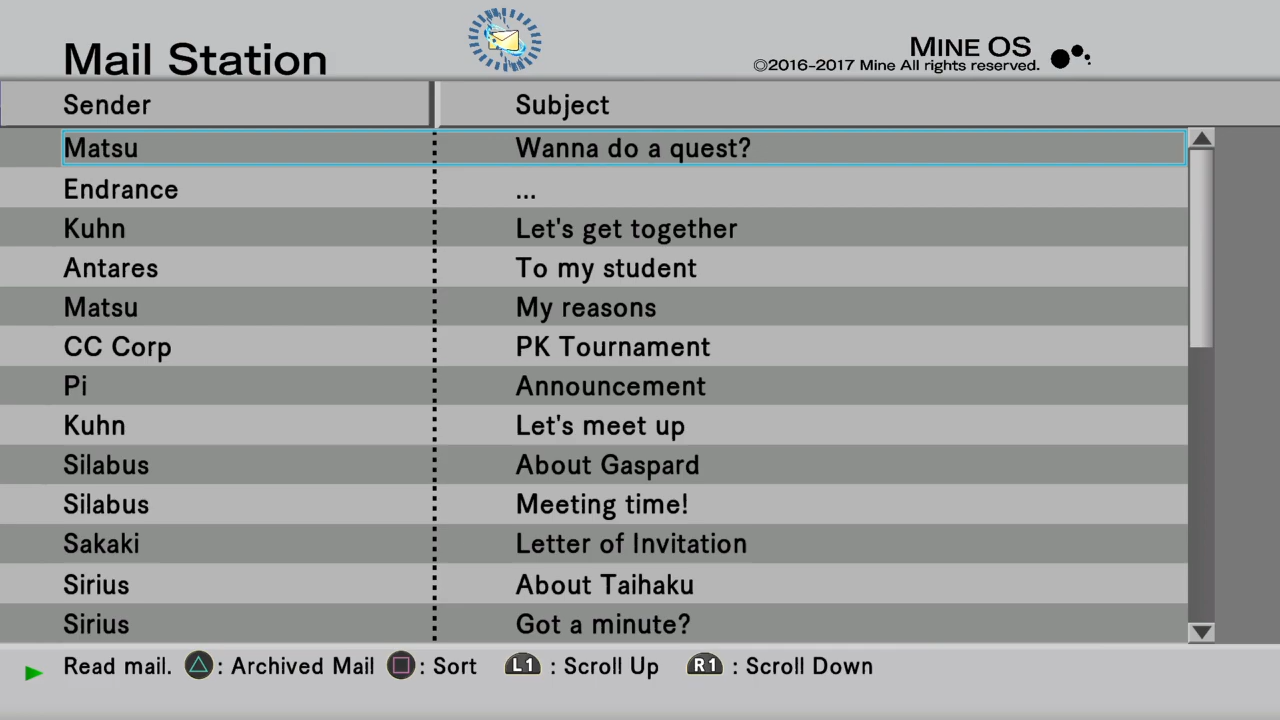 Mail Station
MINE OS
©2016-2017 Mine All rights reserved.
Sender Subject
Matsu Wanna do a quest?
Endrance ...
Kuhn Let's get together
Antares To my student
Matsu My reasons
CC Corp PK Tournament
Pi Announcement
Kuhn Let's meet up
Silabus About Gaspard
Silabus Meeting time!
Sakaki Letter of Invitation
Sirius About Taihaku
Sirius Got a minute?
Read mail. : Archived Mail : Sort L1 : Scroll Up R1 : Scroll Down